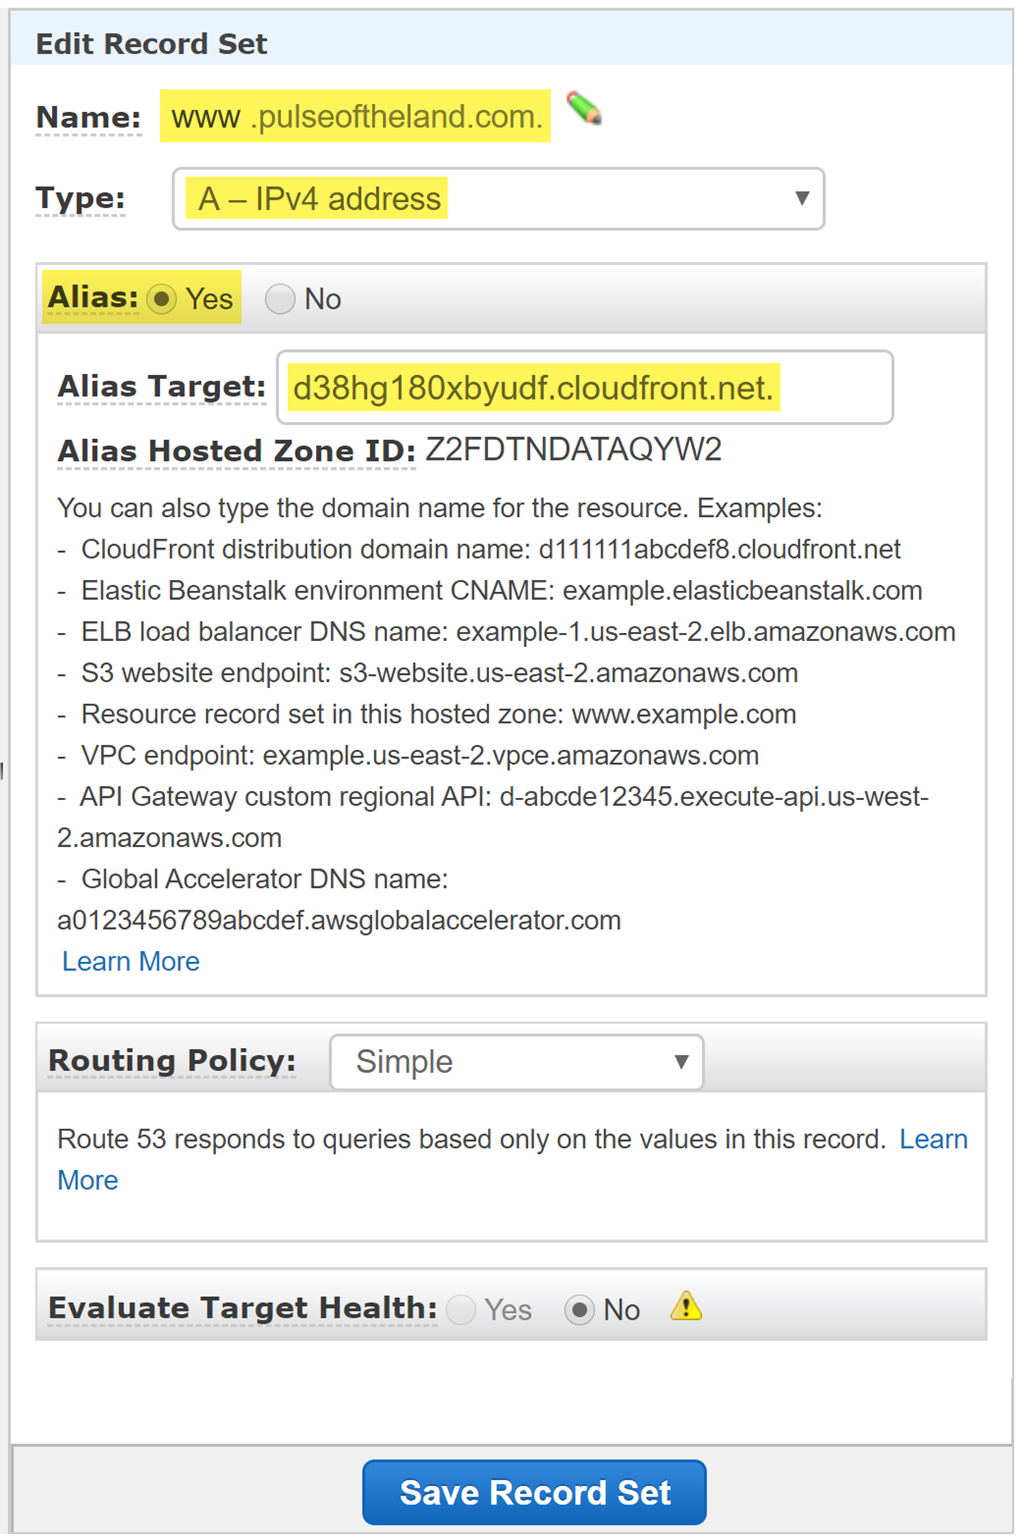 Edit Record Set
Name: www .pulseoftheland.com.
Type: A – IPv4 address
Alias: Yes No
Alias Target: d38hg180xbyudf.cloudfront.net.
Alias Hosted Zone ID: Z2FDTNDATAQYW2
You can also type the domain name for the resource. Examples:
- CloudFront distribution domain name: d111111abcdef8.cloudfront.net
- Elastic Beanstalk environment CNAME: example.elasticbeanstalk.com
- ELB load balancer DNS name: example-1.us-east-2.elb.amazonaws.com
- S3 website endpoint: s3-website.us-east-2.amazonaws.com
- Resource record set in this hosted zone: www.example.com
- VPC endpoint: example.us-east-2.vpce.amazonaws.com
- API Gateway custom regional API: d-abcde12345.execute-api.us-west-
2.amazonaws.com
- Global Accelerator DNS name:
a0123456789abcdef.awsglobalaccelerator.com
Learn More
Routing Policy: Simple
Route 53 responds to queries based only on the values in this record. Learn
More
Evaluate Target Health: Yes No
Save Record Set